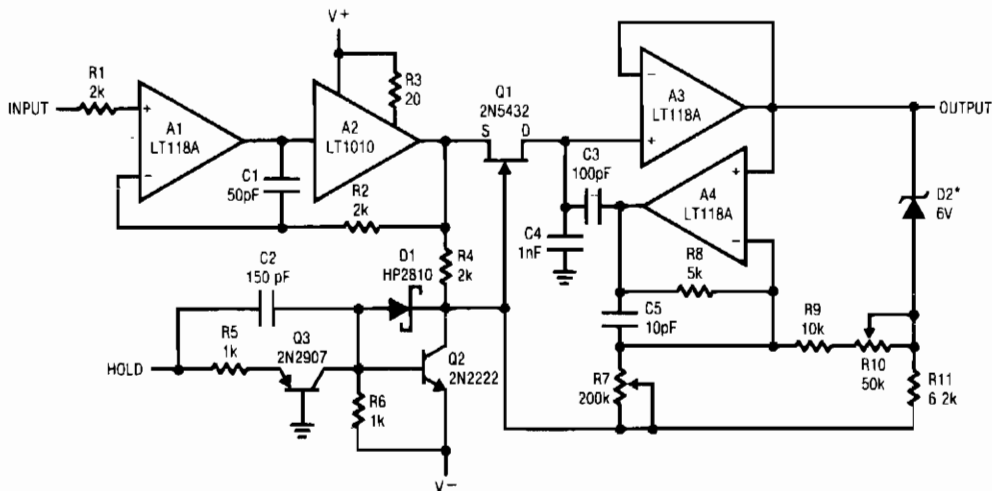 V+
R1
2k
INPUT
+
A1
LT118A
−
C1
50pF
A2
LT1010
R3
20
R2
2k
Q1
2N5432
S
D
C3
100pF
C4
1nF
−
A3
LT118A
+
OUTPUT
+
A4
LT118A
−
D2*
6V
R4
2k
D1
HP2810
C2
150 pF
R5
1k
Q3
2N2907
HOLD
Q2
2N2222
R6
1k
V−
R8
5k
C5
10pF
R7
200k
R9
10k
R10
50k
R11
6 2k